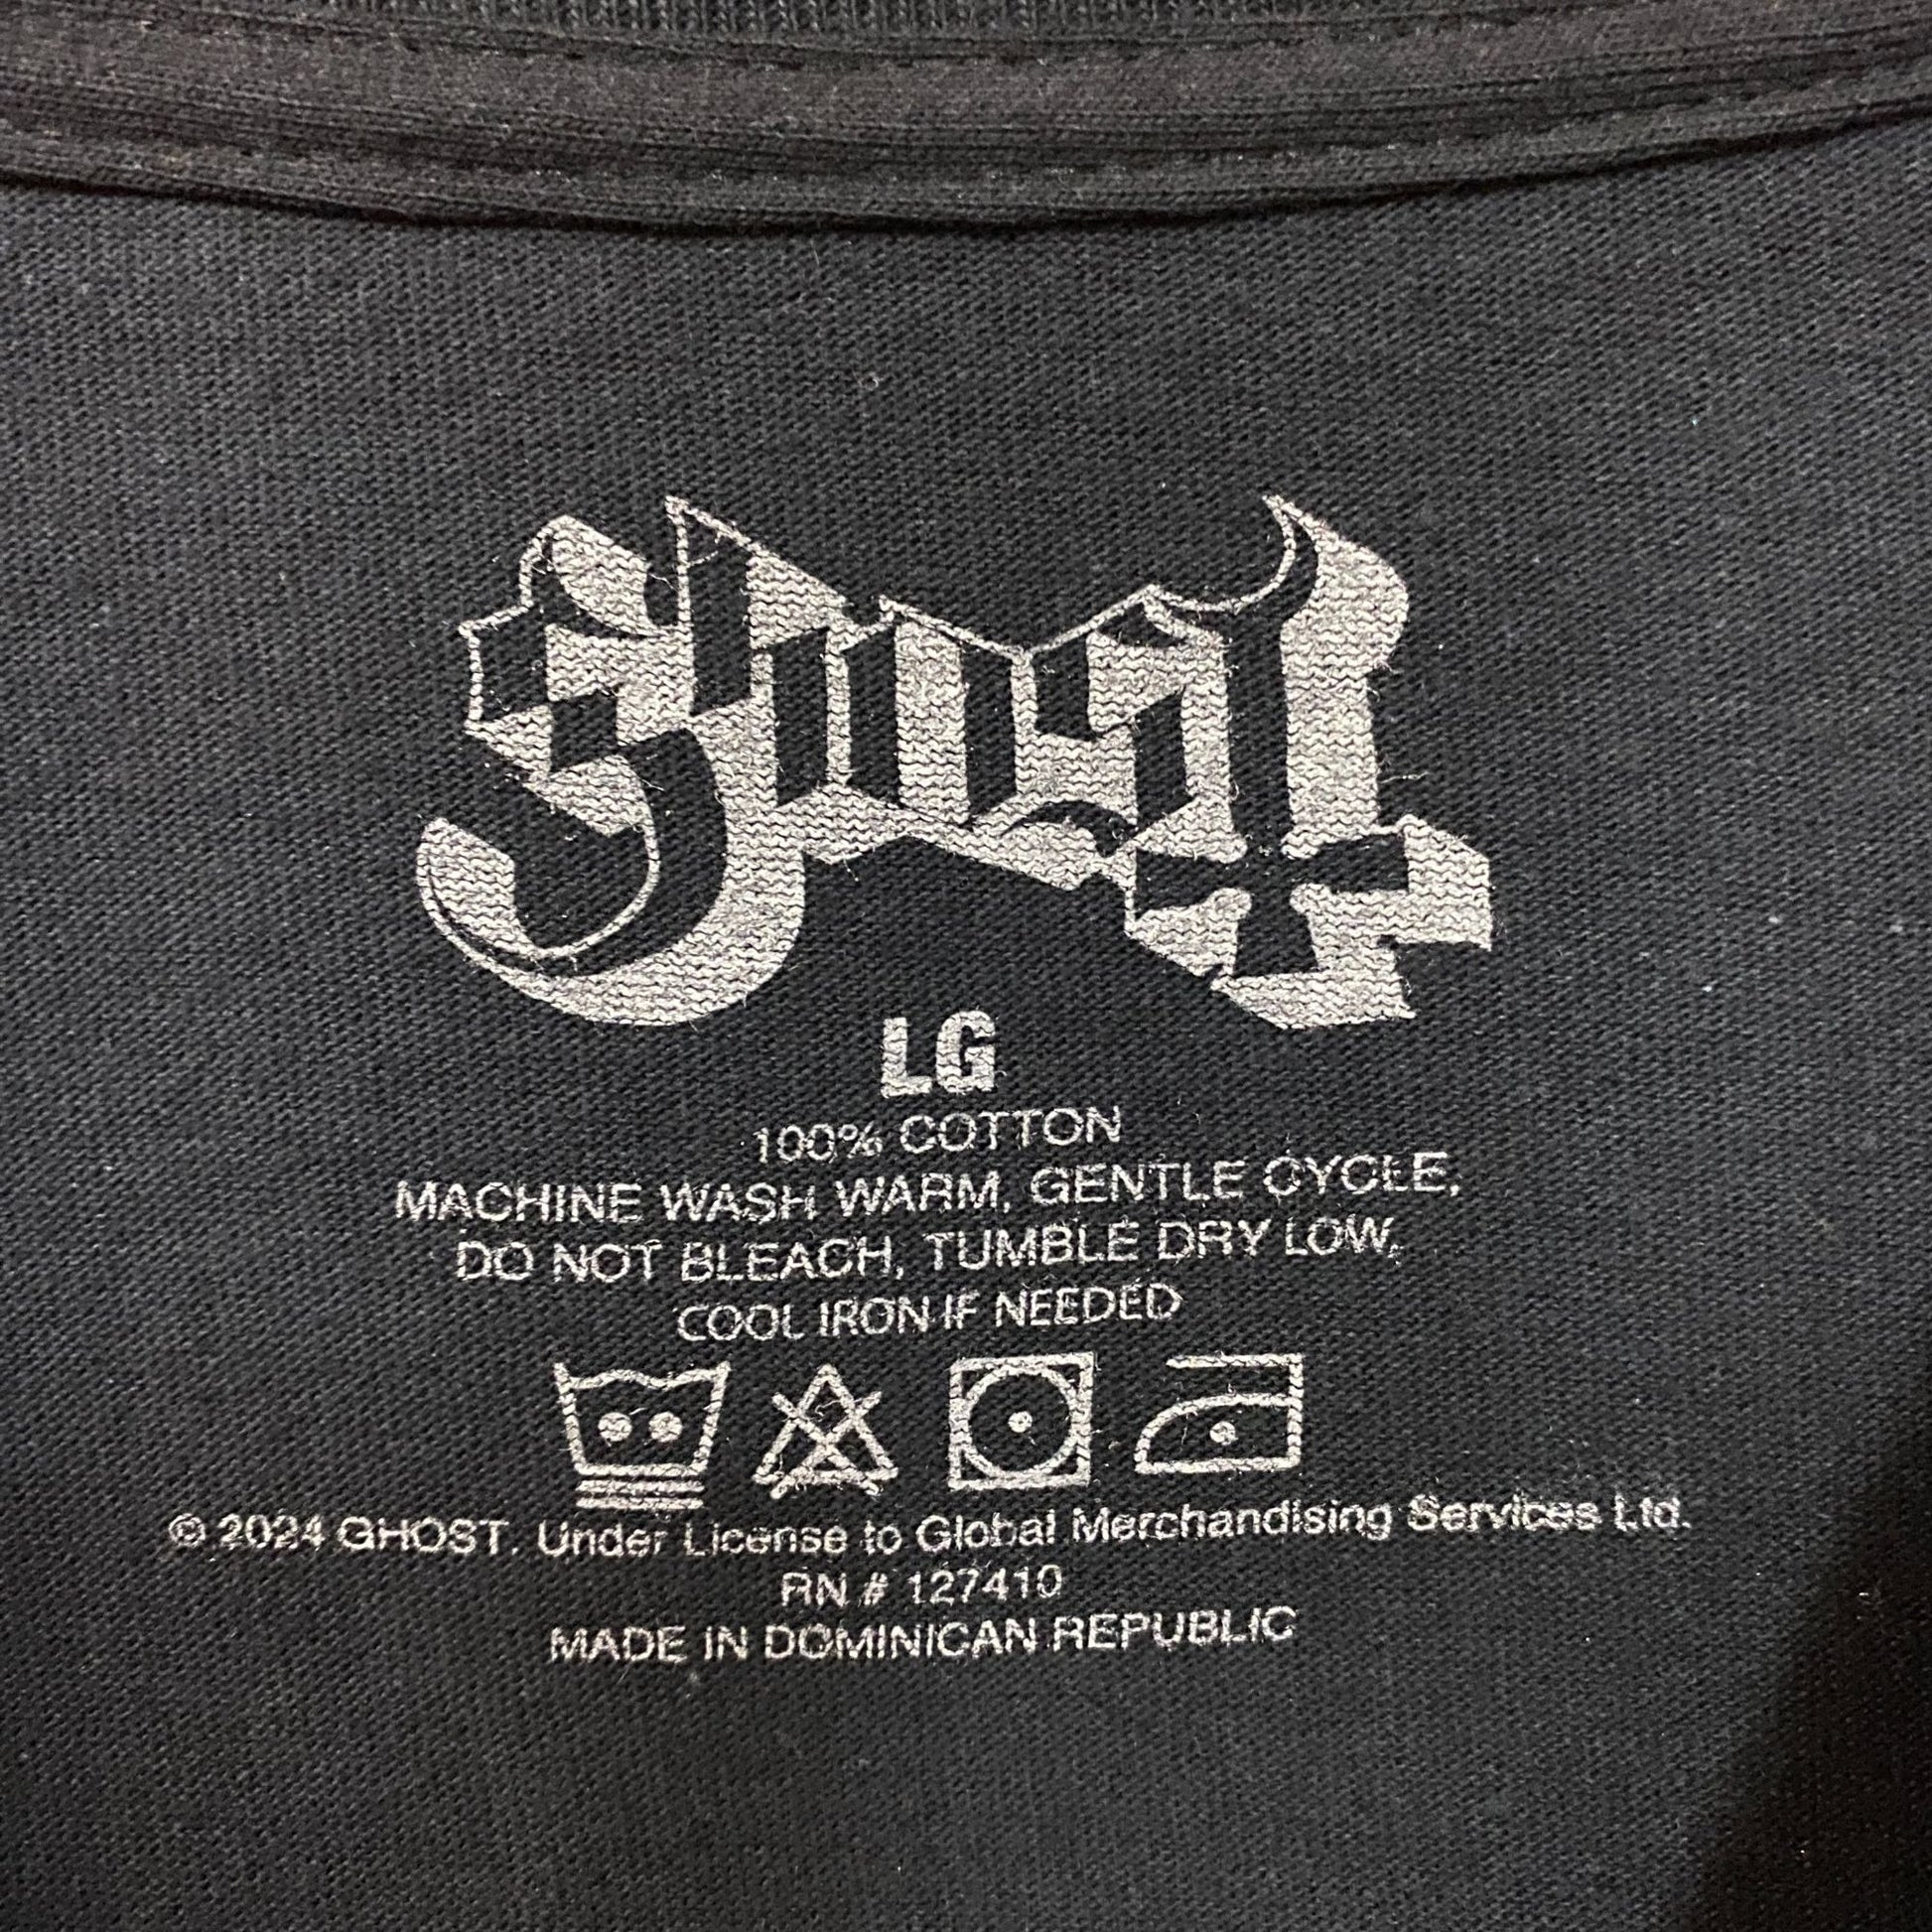 Ghost
LG
100% COTTON
MACHINE WASH WARM, GENTLE CYCLE,
DO NOT BLEACH, TUMBLE DRY LOW,
COOL IRON IF NEEDED
© 2024 GHOST. Under License to Global Merchandising Services Ltd.
RN # 127410
MADE IN DOMINICAN REPUBLIC